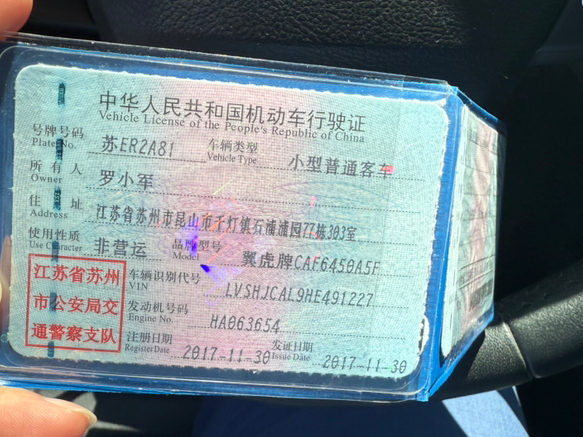 中华人民共和国机动车行驶证
Vehicle License of the People's Republic of China
号牌号码 苏ER2A81 车辆类型 小型普通客车
Plate No. Vehicle Type
所有人 罗小军
Owner
住址 江苏省苏州市昆山市千灯镇石浦浦园77栋303室
Address
使用性质 非营运 品牌型号 翼虎牌CAF6450A5F
Use Character Model
江苏省苏州
市公安局交
通警察支队
车辆识别代号 LVSHJCAL9HE491227
VIN
发动机号码 HA063654
Engine No.
注册日期 2017-11-30 发证日期 2017-11-30
Register Date Issue Date